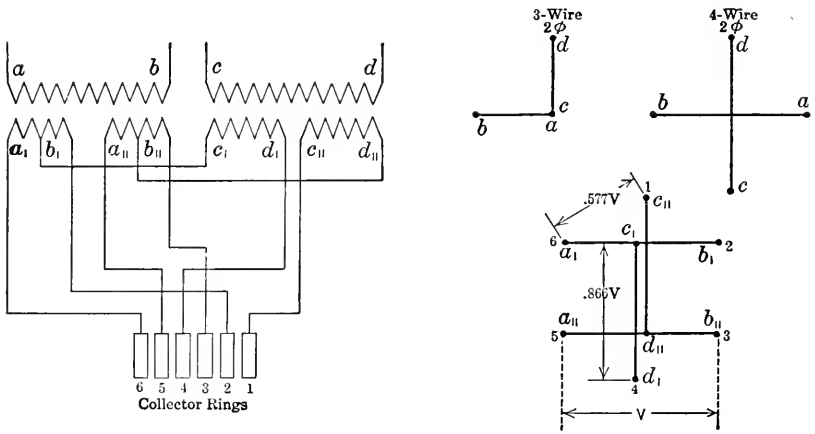 a b c d
a₁ b₁ a₁₁ b₁₁ c₁ d₁ c₁₁ d₁₁
6 5 4 3 2 1
Collector Rings
3-Wire
2ϕ
d
b a c
4-Wire
2ϕ
d
b a
c
1
.577V
c₁₁
6 c₁ 2
a₁ b₁
.866V
a₁₁ b₁₁
5 d₁₁ 3
4 d₁
V